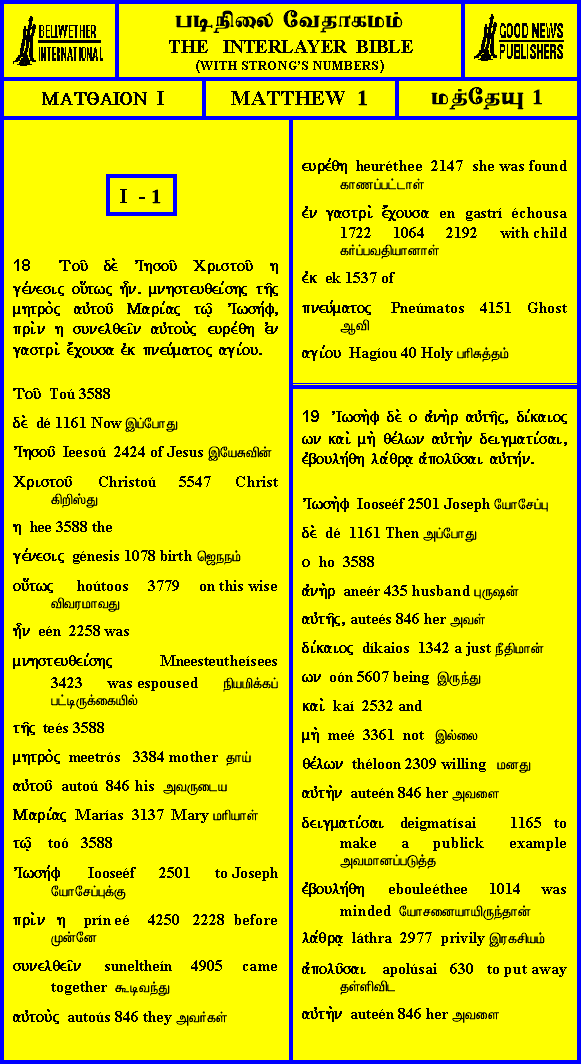 BELLWETHER
INTERNATIONAL
படிநிலை வேதாகமம்
THE INTERLAYER BIBLE
(WITH STRONG'S NUMBERS)
GOOD NEWS
PUBLISHERS
ΜΑΤΘΑΙΟΝ Ι
MATTHEW 1
மத்தேயு 1
I - 1
18 Τοῦ δὲ Ἰησοῦ Χριστοῦ η
γένεσις οὕτως ἦν. μνηστευθείσης τῆς
μητρὸς αὐτοῦ Μαρίας τῷ Ἰωσήφ,
πρὶν η συνελθεῖν αὐτοὺς ευρέθη ἐν
γαστρὶ ἔχουσα ἐκ πνεύματος αγίου.
Τοῦ Toú 3588
δὲ dé 1161 Now இப்போது
Ἰησοῦ Ieesoú 2424 of Jesus இயேசுவின்
Χριστοῦ Christoú 5547 Christ
கிறிஸ்து
η hee 3588 the
γένεσις génesis 1078 birth ஜெநநம்
οὕτως hoútoos 3779 on this wise
விவரமாவது
ἦν eén 2258 was
μνηστευθείσης Mneesteutheísees
3423 was espoused நியமிக்கப்
பட்டிருக்கையில்
τῆς teés 3588
μητρὸς meetrós 3384 mother தாய்
αὐτοῦ autoú 846 his அவருடைய
Μαρίας Marías 3137 Mary மரியாள்
τῷ toó 3588
Ἰωσήφ Iooseéf 2501 to Joseph
யோசேப்புக்கு
πρὶν η prín eé 4250 2228 before
முன்னே
συνελθεῖν suneltheín 4905 came
together கூடிவந்து
αὐτοὺς autoús 846 they அவர்கள்
ευρέθη heuréthee 2147 she was found
காணப்பட்டாள்
ἐν γαστρὶ ἔχουσα en gastrí échousa
1722 1064 2192 with child
கர்ப்பவதியானாள்
ἐκ ek 1537 of
πνεύματος Pneúmatos 4151 Ghost
ஆவி
αγίου Hagíou 40 Holy பரிசுத்தம்
19 Ἰωσὴφ δὲ ο ἀνὴρ αὐτῆς, δίκαιος
ων καὶ μὴ θέλων αὐτὴν δειγματίσαι,
ἐβουλήθη λάθρᾳ ἀπολῦσαι αὐτήν.
Ἰωσὴφ Iooseéf 2501 Joseph யோசேப்பு
δὲ dé 1161 Then அப்போது
ο ho 3588
ἀνὴρ aneér 435 husband புருஷன்
αὐτῆς, auteés 846 her அவள்
δίκαιος díkaios 1342 a just நீதிமான்
ων oón 5607 being இருந்து
καὶ kaí 2532 and
μὴ meé 3361 not இல்லை
θέλων théloon 2309 willing மனது
αὐτὴν auteén 846 her அவளை
δειγματίσαι deigmatísai 1165 to
make a publick example
அவமானப்படுத்த
ἐβουλήθη ebouleéthee 1014 was
minded யோசனையாயிருந்தான்
λάθρᾳ láthra 2977 privily இரகசியம்
ἀπολῦσαι apolúsai 630 to put away
தள்ளிவிட
αὐτὴν auteén 846 her அவளை